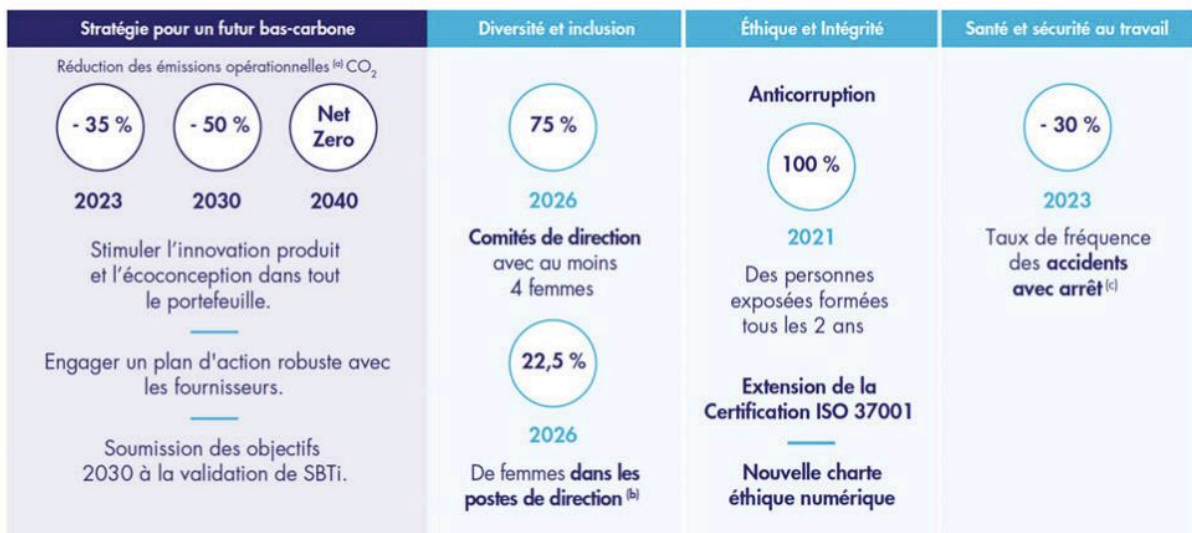 Stratégie pour un futur bas-carbone
Réduction des émissions opérationnelles (a) CO₂
- 35 %
- 50 %
Net
Zero
2023
2030
2040
Stimuler l'innovation produit
et l'écoconception dans tout
le portefeuille.
Engager un plan d'action robuste avec
les fournisseurs.
Soumission des objectifs
2030 à la validation de SBTi.
Diversité et inclusion
75 %
2026
Comités de direction
avec au moins
4 femmes
22,5 %
2026
De femmes dans les
postes de direction (b)
Éthique et Intégrité
Anticorruption
100 %
2021
Des personnes
exposées formées
tous les 2 ans
Extension de la
Certification ISO 37001
Nouvelle charte
éthique numérique
Santé et sécurité au travail
- 30 %
2023
Taux de fréquence
des accidents
avec arrêt (c)